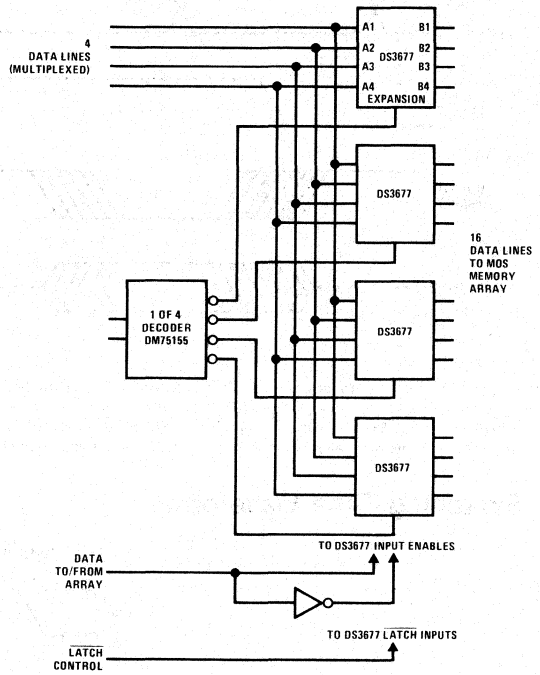 4
DATA LINES
(MULTIPLEXED)
A1 B1
A2 B2
DS3677
A3 B3
A4 B4
EXPANSION
DS3677
16
DATA LINES
TO MOS
MEMORY
ARRAY
1 OF 4
DECODER
DM75155
DS3677
DS3677
TO DS3677 INPUT ENABLES
DATA
TO/FROM
ARRAY
TO DS3677 LATCH INPUTS
LATCH
CONTROL